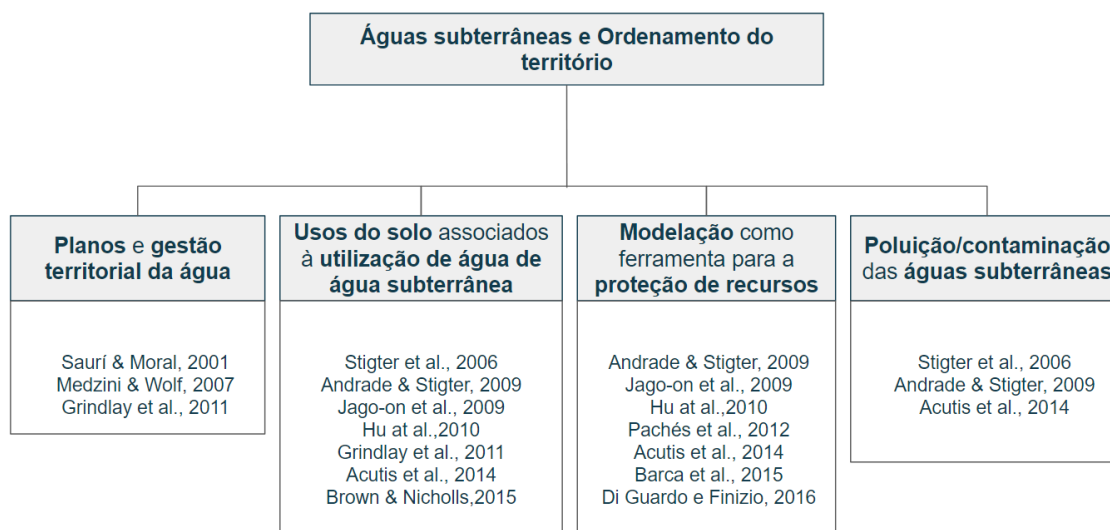 Águas subterrâneas e Ordenamento do
território
Planos e gestão
territorial da água
Saurí & Moral, 2001
Medzini & Wolf, 2007
Grindlay et al., 2011
Usos do solo associados
à utilização de água de
água subterrânea
Stigter et al., 2006
Andrade & Stigter, 2009
Jago-on et al., 2009
Hu at al.,2010
Grindlay et al., 2011
Acutis et al., 2014
Brown & Nicholls,2015
Modelação como
ferramenta para a
proteção de recursos
Andrade & Stigter, 2009
Jago-on et al., 2009
Hu at al.,2010
Pachés et al., 2012
Acutis et al., 2014
Barca et al., 2015
Di Guardo e Finizio, 2016
Poluição/contaminação
das águas subterrâneas
Stigter et al., 2006
Andrade & Stigter, 2009
Acutis et al., 2014